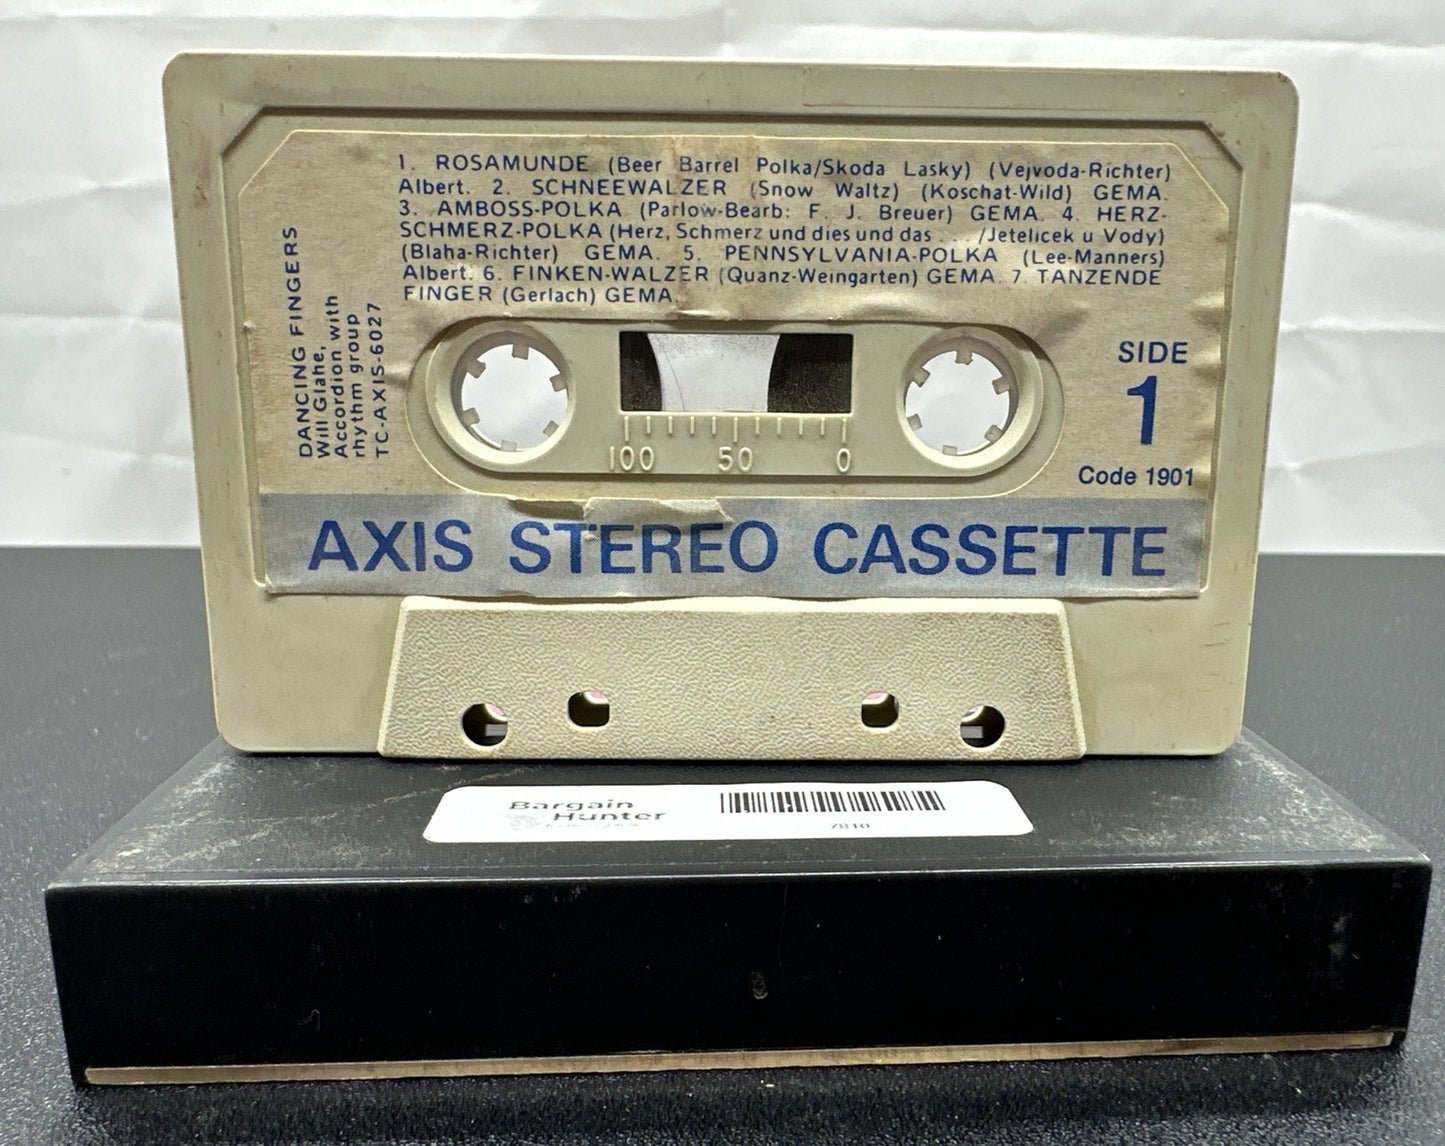 1. ROSAMUNDE (Beer Barrel Polka/Skoda Lasky) (Vejvoda-Richter)
Albert. 2. SCHNEEWALZER (Snow Waltz) (Koschat-Wild) GEMA.
3. AMBOSS-POLKA (Parlow-Bearb: F. J. Breuer) GEMA. 4. HERZ-
SCHMERZ-POLKA (Herz, Schmerz und dies und das . . . /Jetelicek u Vody)
(Blaha-Richter) GEMA. 5. PENNSYLVANIA-POLKA (Lee-Manners)
Albert. 6. FINKEN-WALZER (Quanz-Weingarten) GEMA. 7. TANZENDE
FINGER (Gerlach) GEMA.
DANCING FINGERS
Will Glahe,
Accordion with
rhythm group
TC-AXIS-6027
SIDE
1
Code 1901
100 50 0
AXIS STEREO CASSETTE
Bargain
Hunter
7810